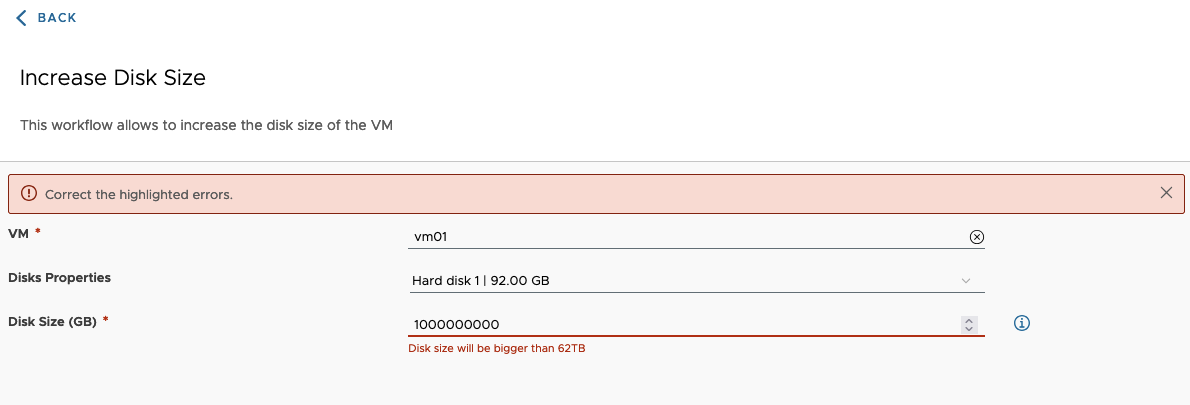 BACK
Increase Disk Size
This workflow allows to increase the disk size of the VM
Correct the highlighted errors.
VM *
vm01
Disks Properties
Hard disk 1 | 92.00 GB
Disk Size (GB) *
1000000000
Disk size will be bigger than 62TB